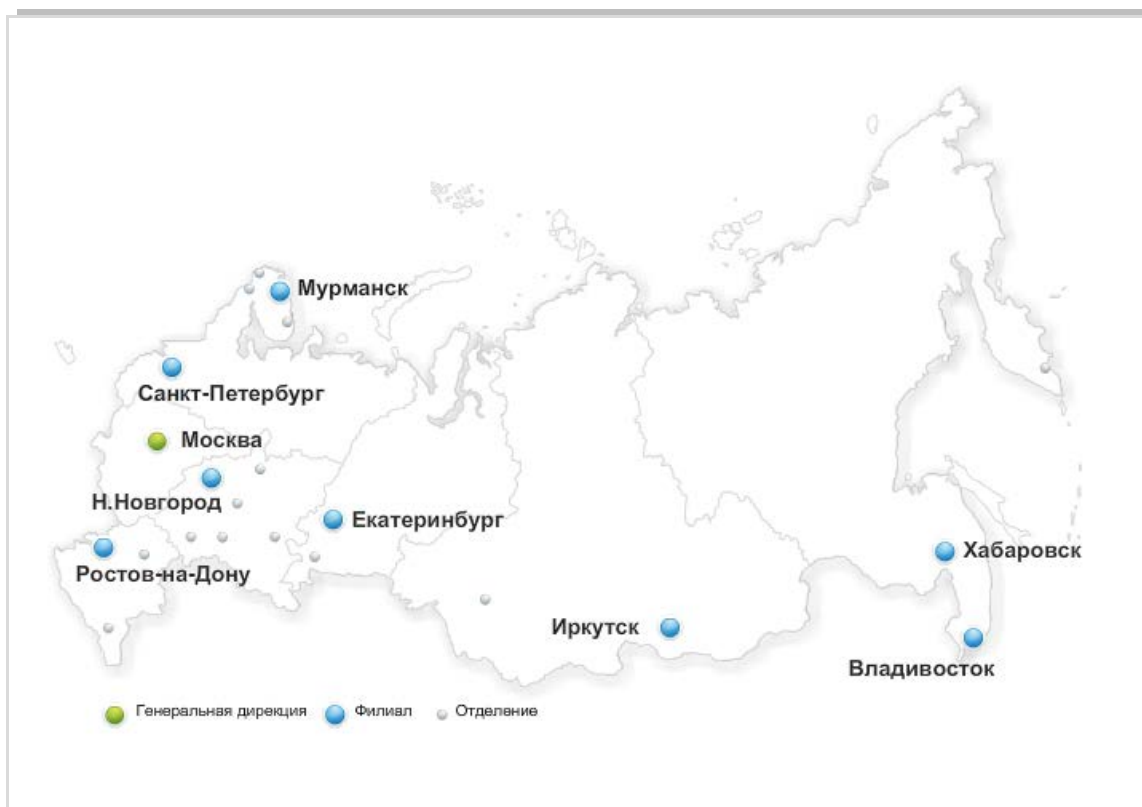 Мурманск
Санкт-Петербург
Москва
Н.Новгород
Екатеринбург
Хабаровск
Ростов-на-Дону
Иркутск
Владивосток
Генеральная дирекция Филиал Отделение